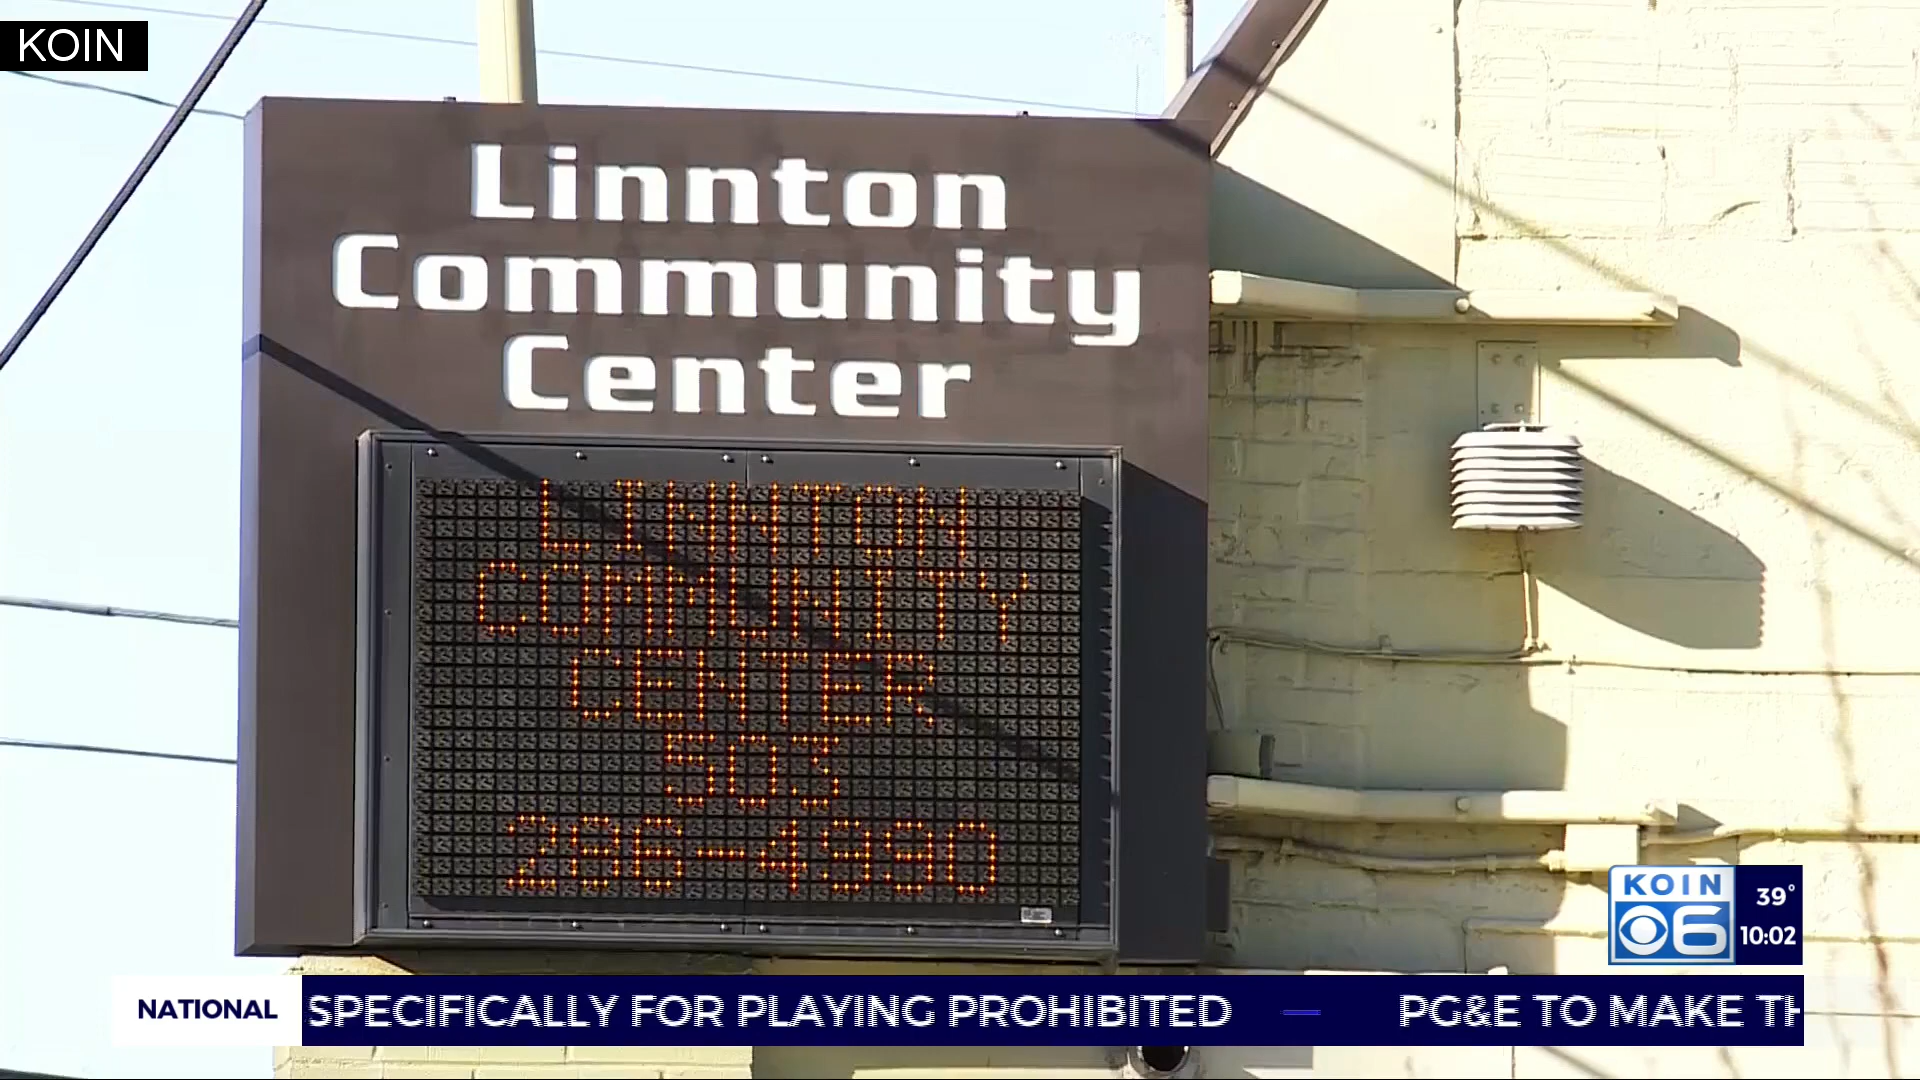 KOIN
Linnton
Community
Center
LINNTON
COMMUNITY
CENTER
503
286-4990
KOIN
6
39°
10:02
NATIONAL
SPECIFICALLY FOR PLAYING PROHIBITED — PG&E TO MAKE